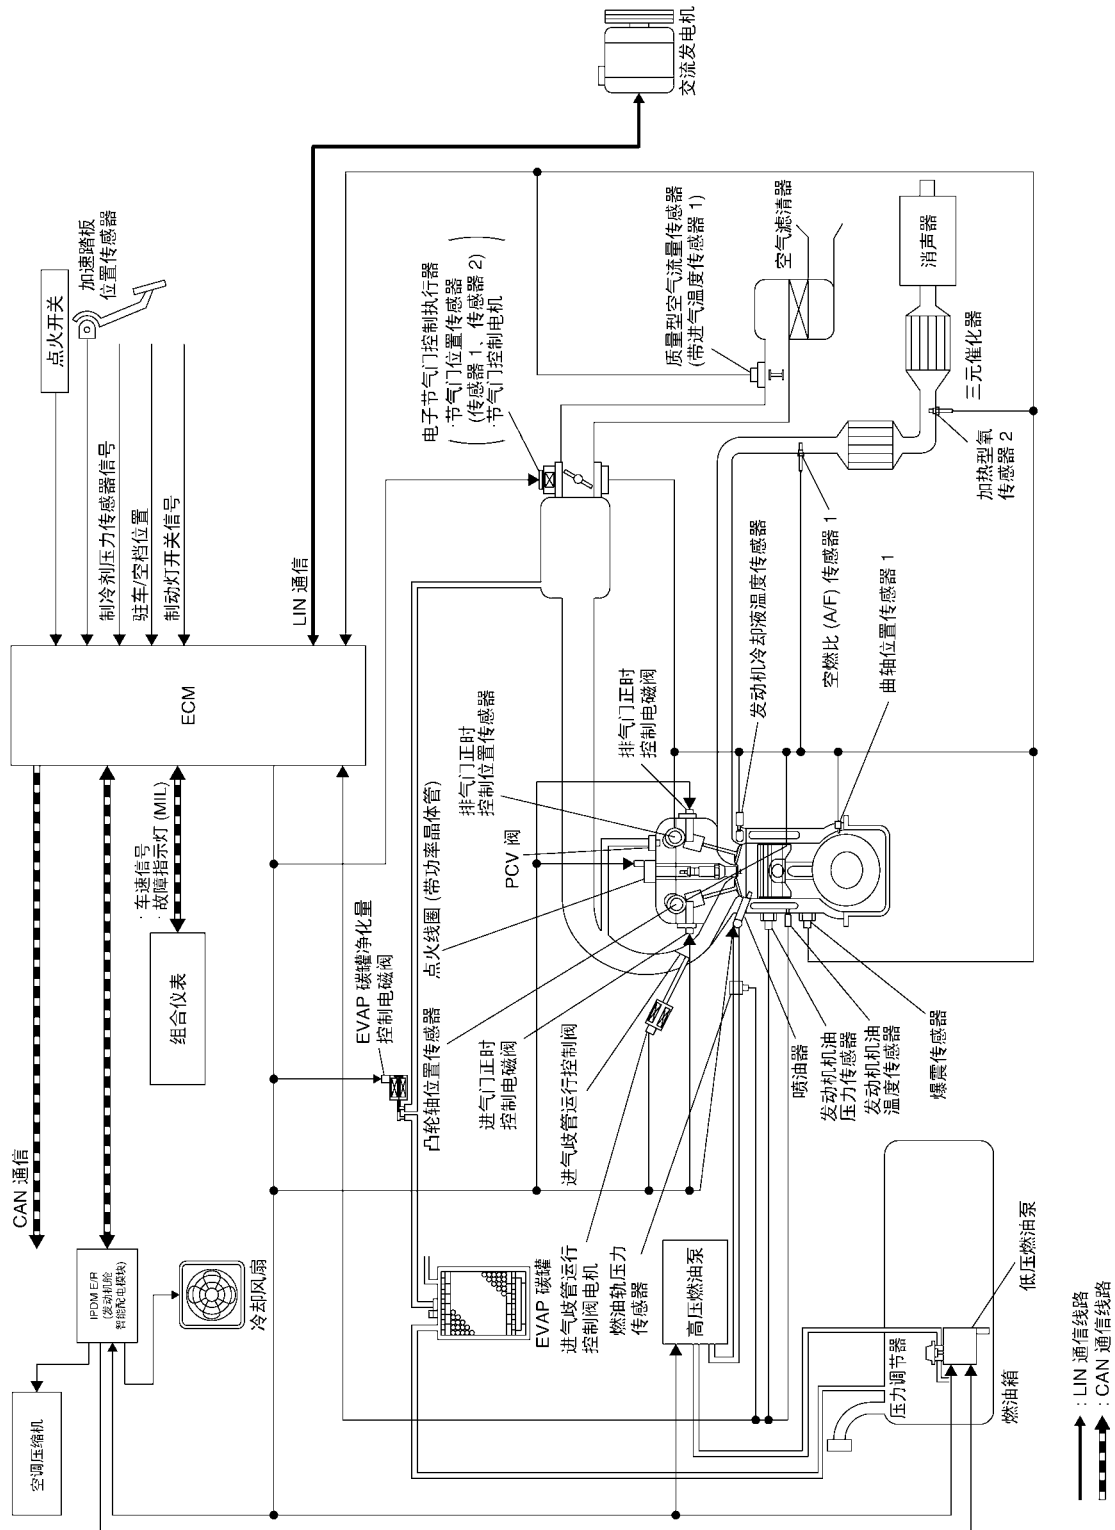 交流发电机
点火开关
加速踏板
位置传感器
制冷剂压力传感器信号
驻车/空档位置
制动灯开关信号
LIN 通信
ECM
CAN 通信
· 车速信号
· 故障指示灯 (MIL)
组合仪表
IPDM E/R
(发动机舱
智能配电模块)
冷却风扇
空调压缩机
电子节气门控制执行器
·节气门位置传感器
(传感器 1、传感器 2)
·节气门控制电机
质量型空气流量传感器
(带进气温度传感器 1)
空气滤清器
消声器
三元催化器
加热型氧
传感器 2
空燃比 (A/F) 传感器 1
曲轴位置传感器 1
发动机冷却液温度传感器
排气门正时
控制电磁阀
排气门正时
控制位置传感器
PCV 阀
点火线圈 (带功率晶体管)
EVAP 碳罐净化量
控制电磁阀
凸轮轴位置传感器
进气门正时
控制电磁阀
进气歧管运行控制阀
喷油器
发动机机油
压力传感器
发动机机油
温度传感器
爆震传感器
EVAP 碳罐
进气歧管运行
控制阀电机
燃油轨压力
传感器
高压燃油泵
压力调节器
燃油箱
低压燃油泵
: LIN 通信线路
: CAN 通信线路